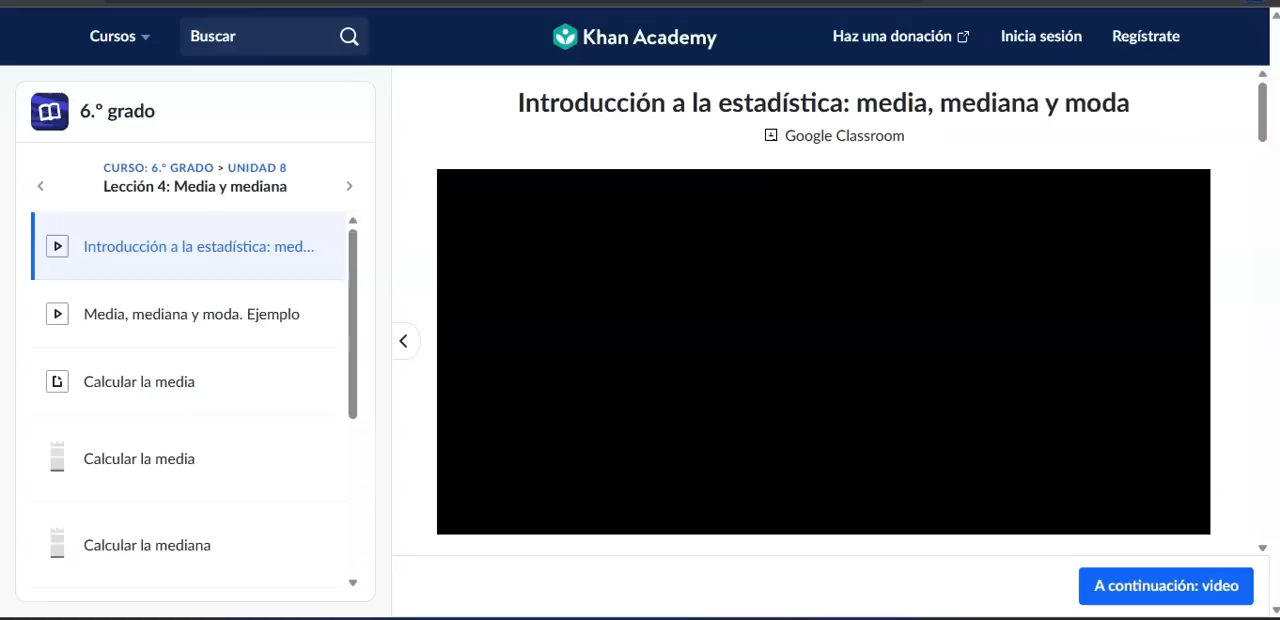 Cursos
Buscar
Khan Academy
Haz una donación
Inicia sesión
Regístrate
6.º grado
CURSO: 6.º GRADO > UNIDAD 8
Lección 4: Media y mediana
Introducción a la estadística: med...
Media, mediana y moda. Ejemplo
Calcular la media
Calcular la media
Calcular la mediana
Introducción a la estadística: media, mediana y moda
Google Classroom
A continuación: video